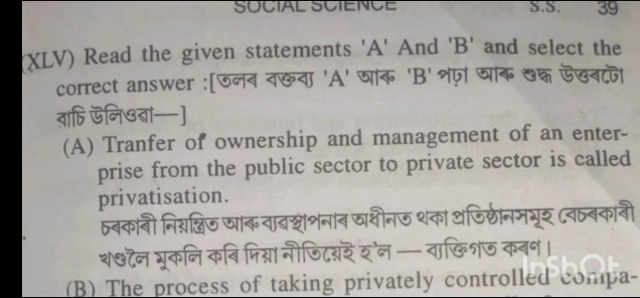 SOCIAL SCIENCE S.S. 39
(XLV) Read the given statements 'A' And 'B' and select the
correct answer :[তলৰ বক্তব্য 'A' আৰু 'B' পঢ়া আৰু শুদ্ধ উত্তৰটো
বাচি উলিওৱা—]
(A) Tranfer of ownership and management of an enter-
prise from the public sector to private sector is called
privatisation.
চৰকাৰী নিয়ন্ত্ৰিত আৰু ব্যৱস্থাপনাৰ অধীনত থকা প্ৰতিষ্ঠানসমূহ বেচৰকাৰী
খণ্ডলৈ মূকলি কৰি দিয়া নীতিয়েই হ'ল — ব্যক্তিগত কৰণ।
InShOt
(B) The process of taking privately controlled compa-